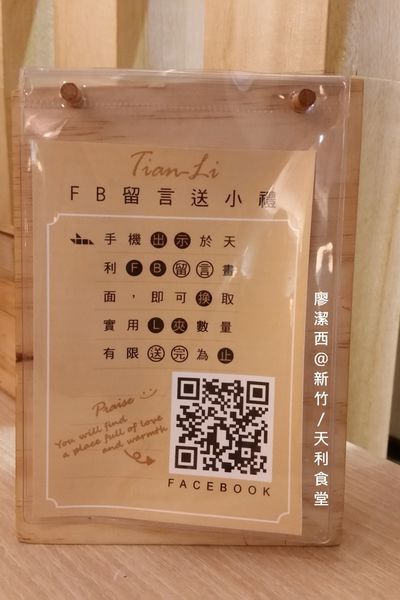 Tian-Li
FB留言送小禮
手機出示於天
利FB留言畫
面，即可換取
實用L夾數量
有限送完為止
Praise
You will find
a place full of love
and warmth
FACEBOOK
廖潔西@新竹/天利食堂